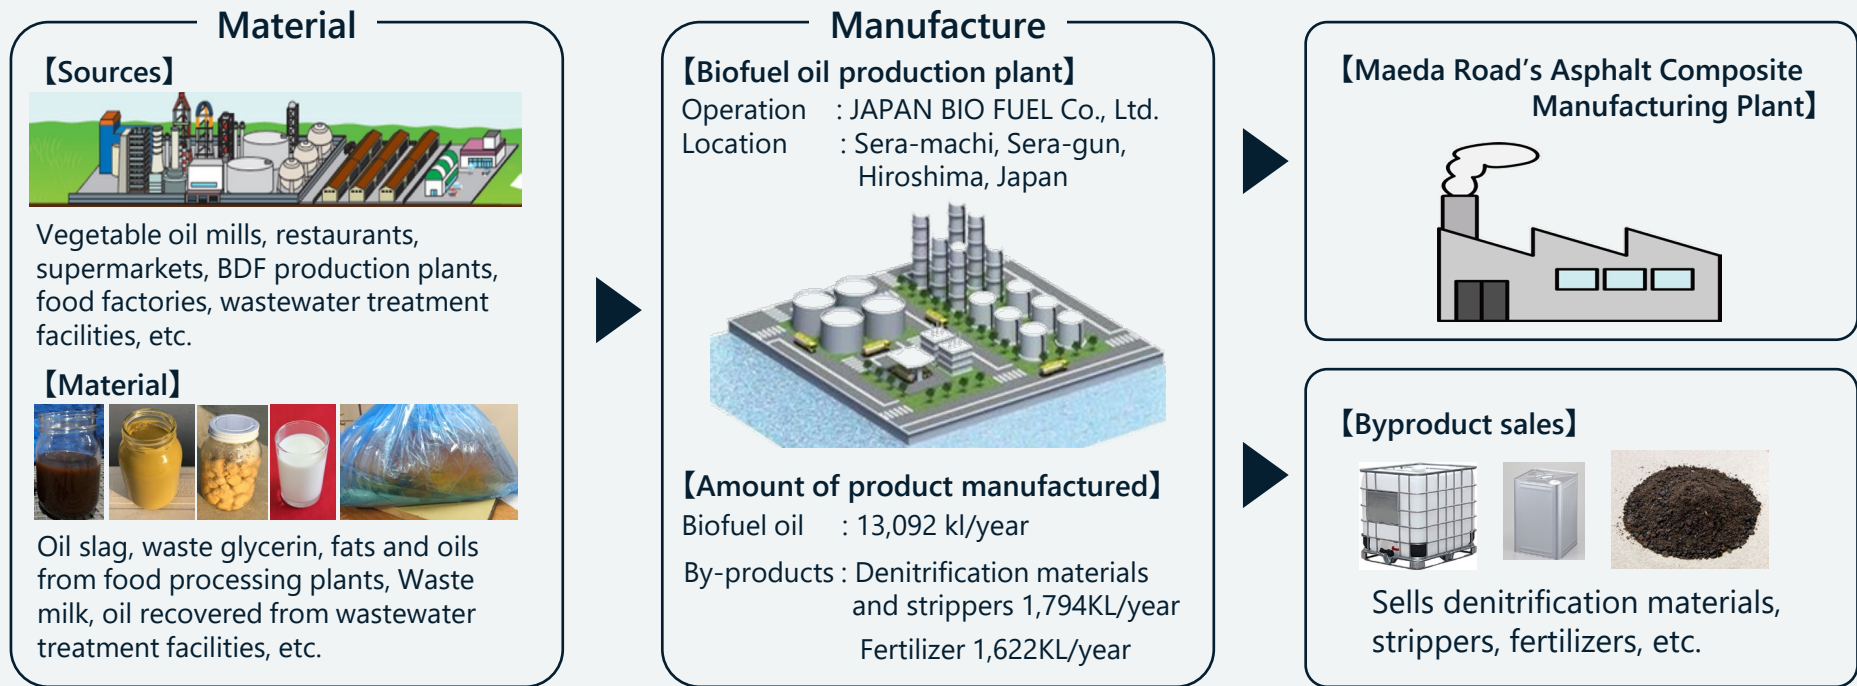 Material
【Sources】
Vegetable oil mills, restaurants,
supermarkets, BDF production plants,
food factories, wastewater treatment
facilities, etc.
【Material】
Oil slag, waste glycerin, fats and oils
from food processing plants, Waste
milk, oil recovered from wastewater
treatment facilities, etc.
Manufacture
【Biofuel oil production plant】
Operation : JAPAN BIO FUEL Co., Ltd.
Location : Sera-machi, Sera-gun,
Hiroshima, Japan
【Amount of product manufactured】
Biofuel oil : 13,092 kl/year
By-products : Denitrification materials
and strippers 1,794KL/year
Fertilizer 1,622KL/year
【Maeda Road’s Asphalt Composite
Manufacturing Plant】
【Byproduct sales】
Sells denitrification materials,
strippers, fertilizers, etc.